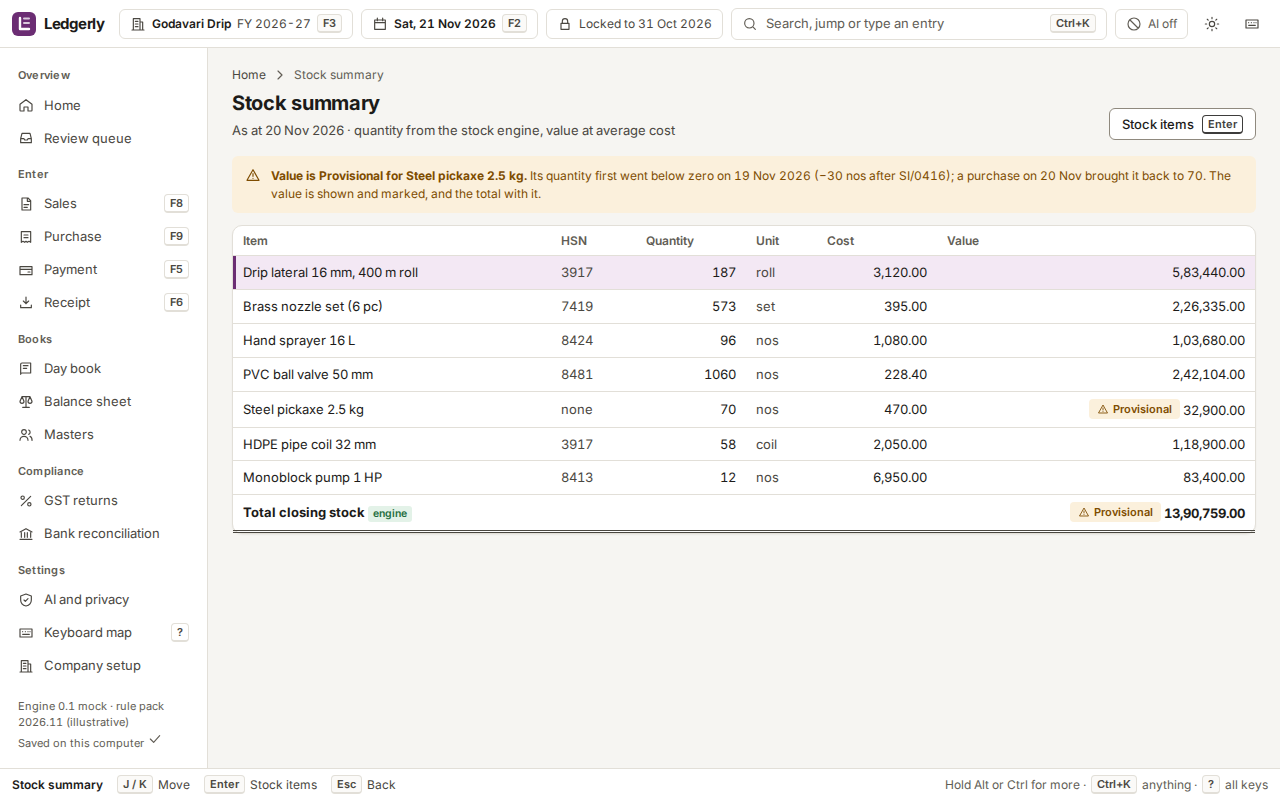 Ledgerly
Godavari Drip FY 2026-27 F3
Sat, 21 Nov 2026 F2
Locked to 31 Oct 2026
Search, jump or type an entry Ctrl+K
AI off
Overview
Home
Review queue
Enter
Sales F8
Purchase F9
Payment F5
Receipt F6
Books
Day book
Balance sheet
Masters
Compliance
GST returns
Bank reconciliation
Settings
AI and privacy
Keyboard map ?
Company setup
Engine 0.1 mock · rule pack
2026.11 (illustrative)
Saved on this computer
Home > Stock summary
Stock summary
As at 20 Nov 2026 · quantity from the stock engine, value at average cost
Stock items Enter
Value is Provisional for Steel pickaxe 2.5 kg. Its quantity first went below zero on 19 Nov 2026 (−30 nos after SI/0416); a purchase on 20 Nov brought it back to 70. The
value is shown and marked, and the total with it.
Item HSN Quantity Unit Cost Value
Drip lateral 16 mm, 400 m roll 3917 187 roll 3,120.00 5,83,440.00
Brass nozzle set (6 pc) 7419 573 set 395.00 2,26,335.00
Hand sprayer 16 L 8424 96 nos 1,080.00 1,03,680.00
PVC ball valve 50 mm 8481 1060 nos 228.40 2,42,104.00
Steel pickaxe 2.5 kg none 70 nos 470.00 Provisional 32,900.00
HDPE pipe coil 32 mm 3917 58 coil 2,050.00 1,18,900.00
Monoblock pump 1 HP 8413 12 nos 6,950.00 83,400.00
Total closing stock engine Provisional 13,90,759.00
Stock summary J / K Move Enter Stock items Esc Back
Hold Alt or Ctrl for more · Ctrl+K anything · ? all keys